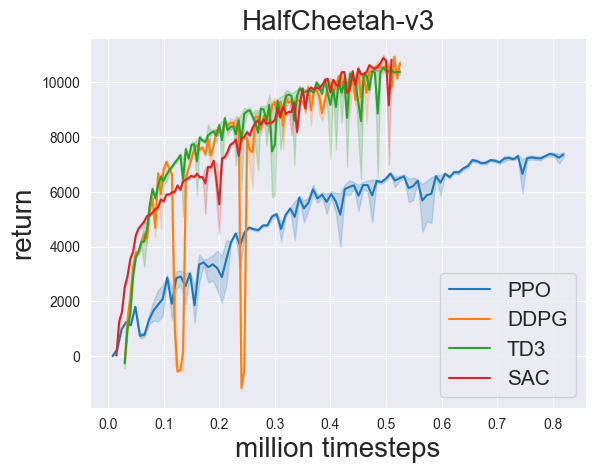 HalfCheetah-v3
return
10000
8000
6000
4000
2000
0
0.0 0.1 0.2 0.3 0.4 0.5 0.6 0.7 0.8
million timesteps
PPO
DDPG
TD3
SAC